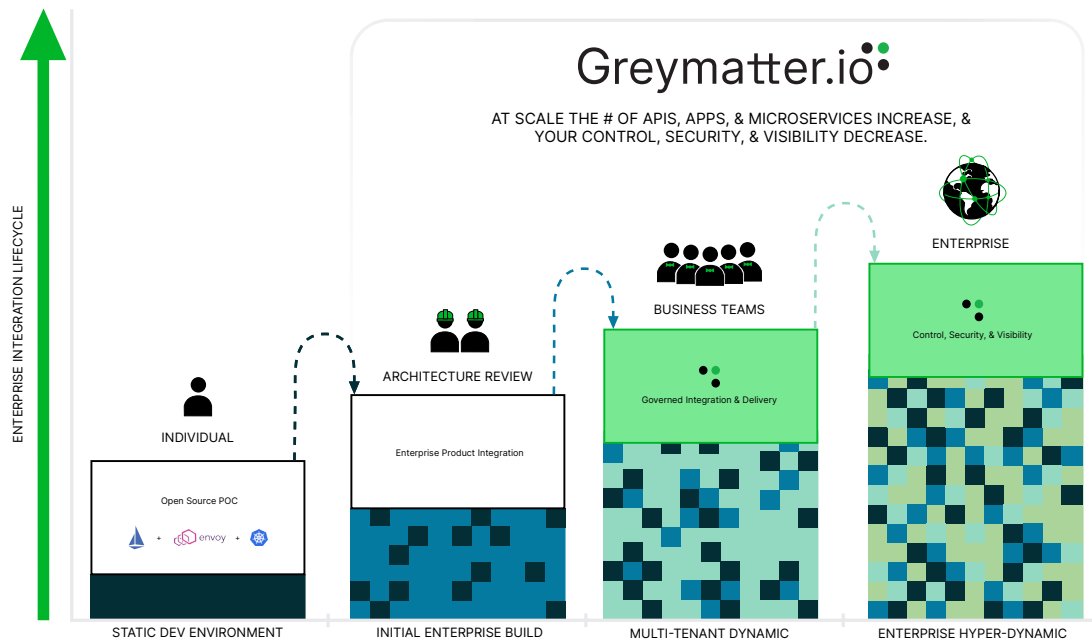 Greymatter.io
AT SCALE THE # OF APIS, APPS, & MICROSERVICES INCREASE, &
YOUR CONTROL, SECURITY, & VISIBILITY DECREASE.
ENTERPRISE INTEGRATION LIFECYCLE
ENTERPRISE
Control, Security, & Visibility
BUSINESS TEAMS
Governed Integration & Delivery
ARCHITECTURE REVIEW
Enterprise Product Integration
INDIVIDUAL
Open Source POC
+ envoy +
STATIC DEV ENVIRONMENT
INITIAL ENTERPRISE BUILD
MULTI-TENANT DYNAMIC
ENTERPRISE HYPER-DYNAMIC